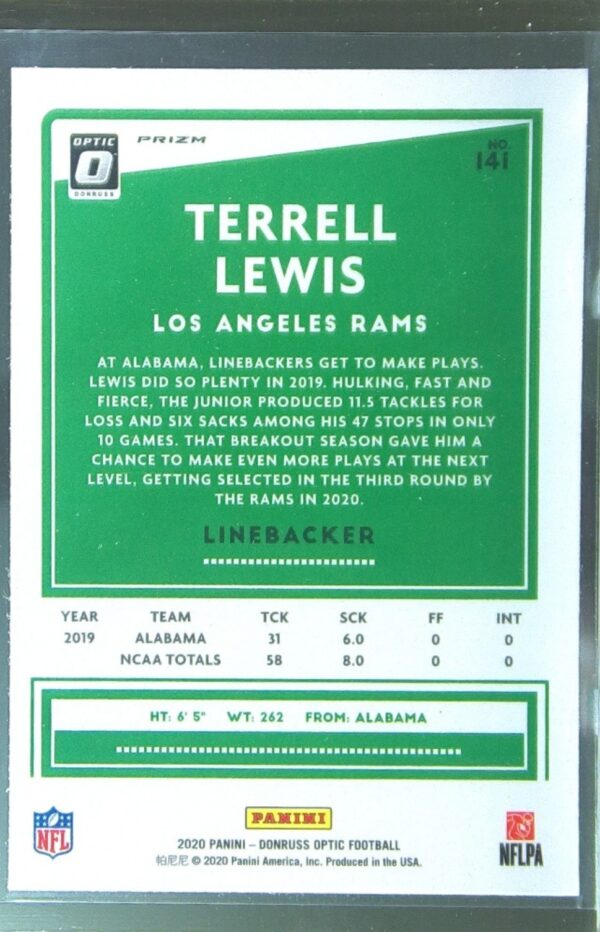 OPTIC
DONRUSS
PRIZM
NO.
141
TERRELL
LEWIS
LOS ANGELES RAMS
AT ALABAMA, LINEBACKERS GET TO MAKE PLAYS.
LEWIS DID SO PLENTY IN 2019. HULKING, FAST AND
FIERCE, THE JUNIOR PRODUCED 11.5 TACKLES FOR
LOSS AND SIX SACKS AMONG HIS 47 STOPS IN ONLY
10 GAMES. THAT BREAKOUT SEASON GAVE HIM A
CHANCE TO MAKE EVEN MORE PLAYS AT THE NEXT
LEVEL, GETTING SELECTED IN THE THIRD ROUND BY
THE RAMS IN 2020.
LINEBACKER
YEAR TEAM TCK SCK FF INT
2019 ALABAMA 31 6.0 0 0
NCAA TOTALS 58 8.0 0 0
HT: 6' 5" WT: 262 FROM: ALABAMA
NFL
PANINI
NFLPA
2020 PANINI – DONRUSS OPTIC FOOTBALL
帕尼尼 © 2020 Panini America, Inc. Produced in the USA.